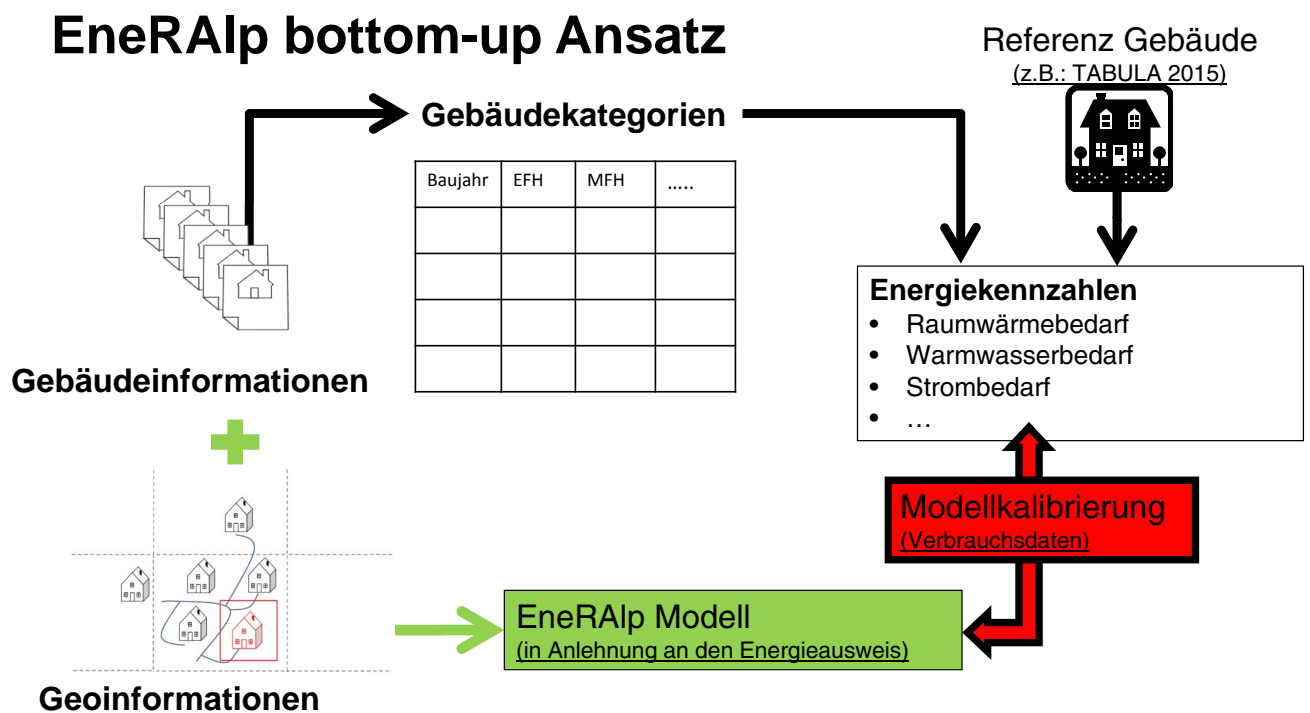 EneRAlp bottom-up Ansatz
Referenz Gebäude
(z.B.: TABULA 2015)
Gebäudekategorien
Baujahr EFH MFH .....
Gebäudeinformationen
Energiekennzahlen
• Raumwärmebedarf
• Warmwasserbedarf
• Strombedarf
• …
Modellkalibrierung
(Verbrauchsdaten)
EneRAlp Modell
(in Anlehnung an den Energieausweis)
Geoinformationen